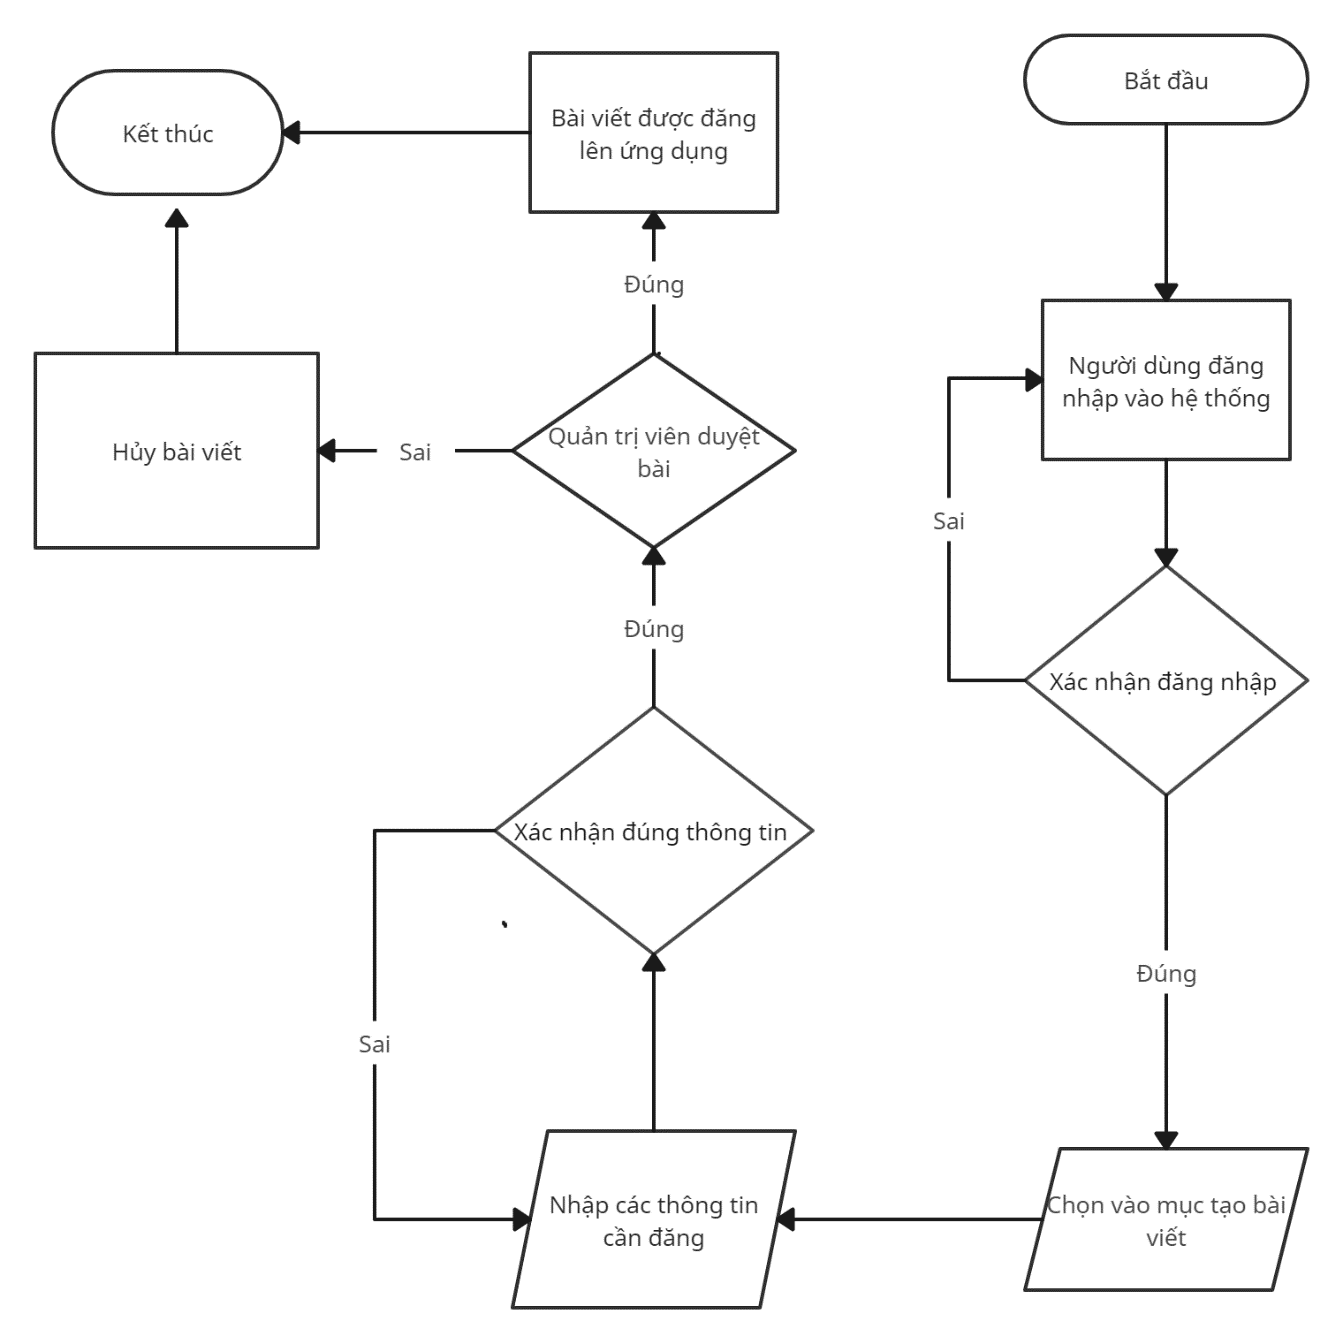 Bắt đầu
Người dùng đăng
nhập vào hệ thống
Sai
Xác nhận đăng nhập
Đúng
Chọn vào mục tạo bài
viết
Nhập các thông tin
cần đăng
Sai
Xác nhận đúng thông tin
Đúng
Quản trị viên duyệt
bài
Sai
Hủy bài viết
Đúng
Bài viết được đăng
lên ứng dụng
Kết thúc